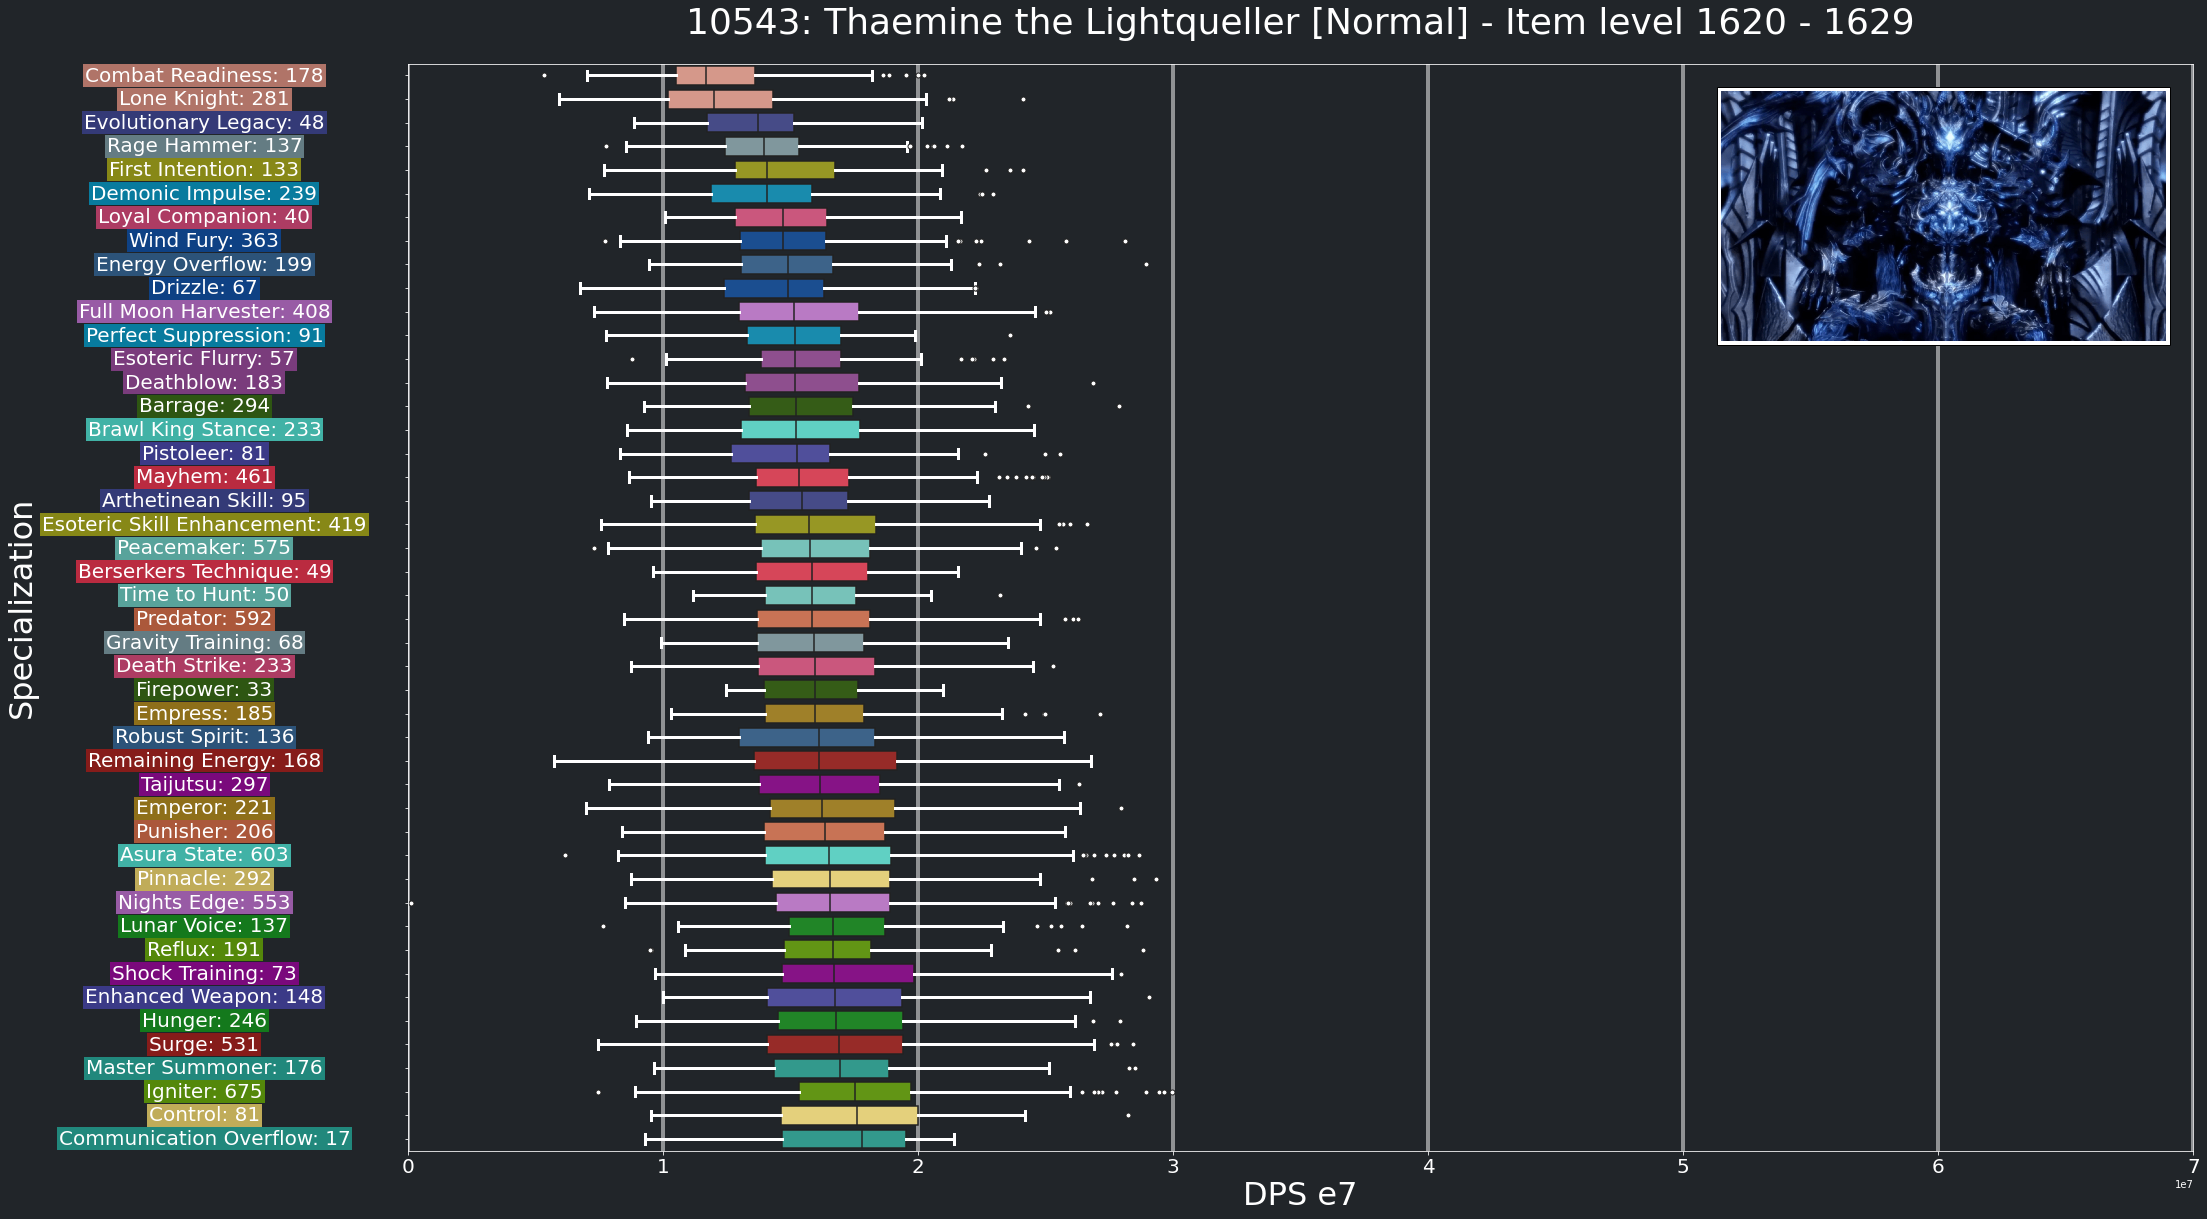 10543: Thaemine the Lightqueller [Normal] - Item level 1620 - 1629
Specialization
Combat Readiness: 178
Lone Knight: 281
Evolutionary Legacy: 48
Rage Hammer: 137
First Intention: 133
Demonic Impulse: 239
Loyal Companion: 40
Wind Fury: 363
Energy Overflow: 199
Drizzle: 67
Full Moon Harvester: 408
Perfect Suppression: 91
Esoteric Flurry: 57
Deathblow: 183
Barrage: 294
Brawl King Stance: 233
Pistoleer: 81
Mayhem: 461
Arthetinean Skill: 95
Esoteric Skill Enhancement: 419
Peacemaker: 575
Berserkers Technique: 49
Time to Hunt: 50
Predator: 592
Gravity Training: 68
Death Strike: 233
Firepower: 33
Empress: 185
Robust Spirit: 136
Remaining Energy: 168
Taijutsu: 297
Emperor: 221
Punisher: 206
Asura State: 603
Pinnacle: 292
Nights Edge: 553
Lunar Voice: 137
Reflux: 191
Shock Training: 73
Enhanced Weapon: 148
Hunger: 246
Surge: 531
Master Summoner: 176
Igniter: 675
Control: 81
Communication Overflow: 17
0 1 2 3 4 5 6 7
1e7
DPS e7